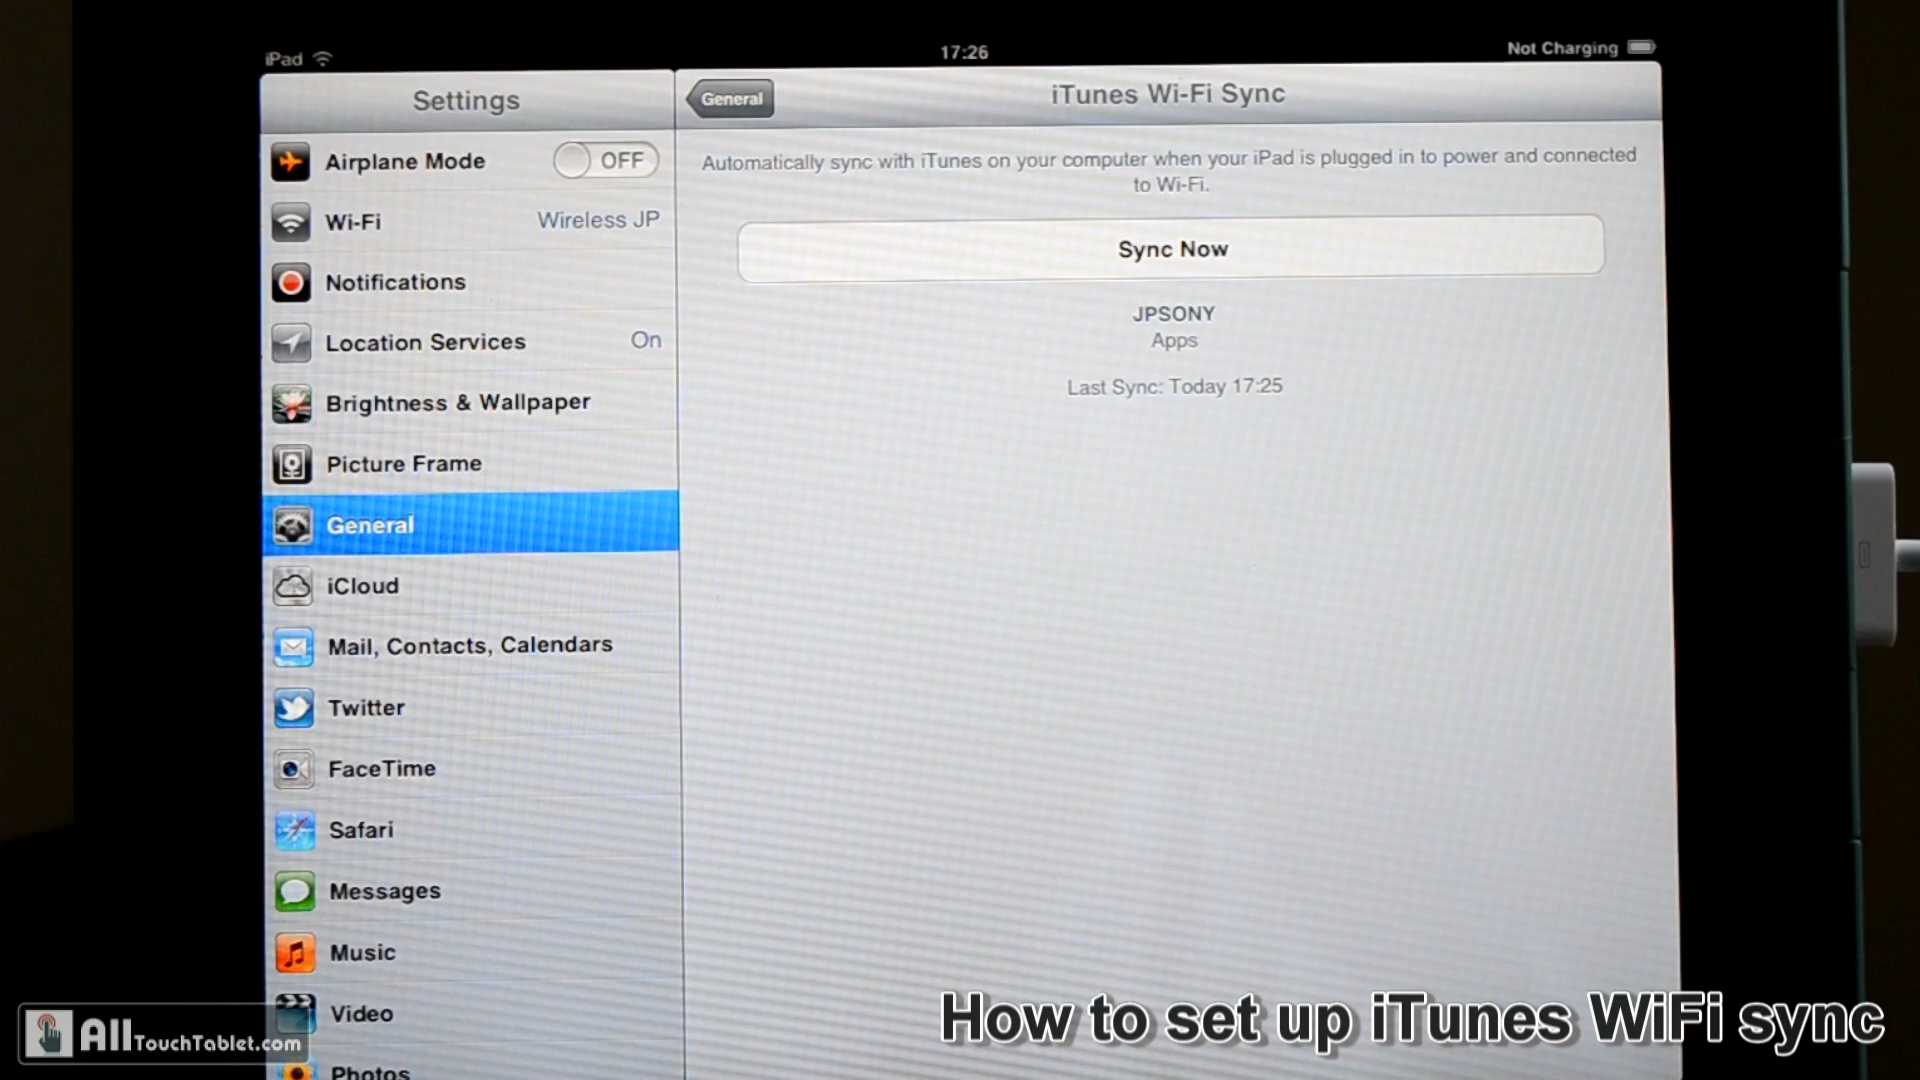 iPad
17:26
Not Charging
Settings
General
iTunes Wi-Fi Sync
Airplane Mode
OFF
Wi-Fi
Wireless JP
Notifications
Location Services
On
Brightness & Wallpaper
Picture Frame
General
iCloud
Mail, Contacts, Calendars
Twitter
FaceTime
Safari
Messages
Music
Video
Photos
Automatically sync with iTunes on your computer when your iPad is plugged in to power and connected
to Wi-Fi.
Sync Now
JPSONY
Apps
Last Sync: Today 17:25
How to set up iTunes WiFi sync
AllTouchTablet.com